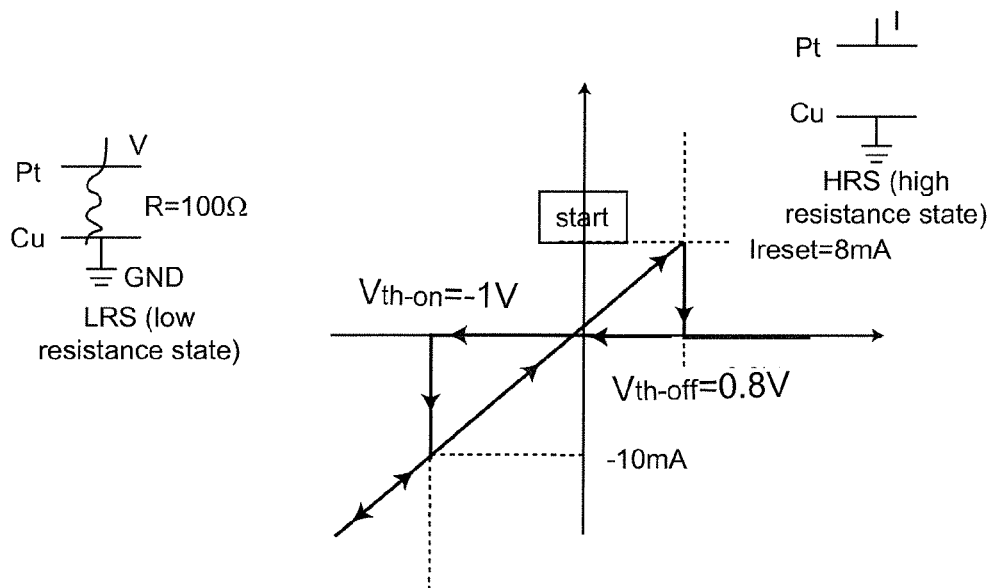 I
Pt
Cu
HRS (high
resistance state)
V
Pt
R=100Ω
Cu
GND
LRS (low
resistance state)
start
Ireset=8mA
Vth-on=-1V
Vth-off=0.8V
-10mA